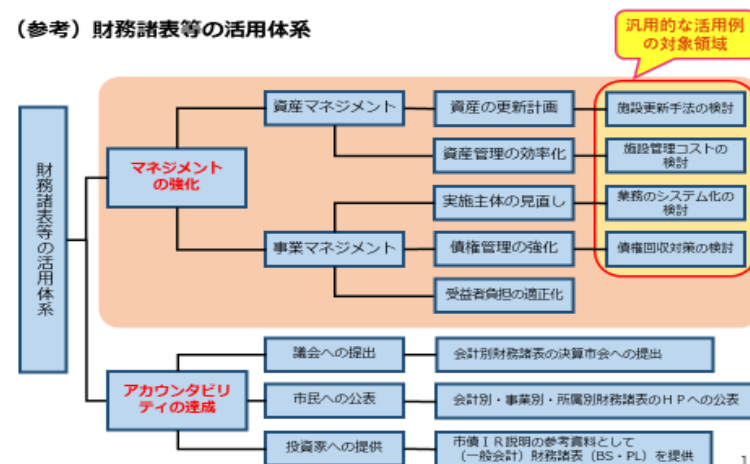 （参考）財務諸表等の活用体系
汎用的な活用例
の対象領域
財務諸表等の活用体系
マネジメント
の強化
資産マネジメント
資産の更新計画
施設更新手法の検討
資産管理の効率化
施設管理コストの
検討
事業マネジメント
実施主体の見直し
業務のシステム化の
検討
債権管理の強化
債権回収対策の検討
受益者負担の適正化
アカウンタビリ
ティの達成
議会への提出
会計別財務諸表の決算市会への提出
市民への公表
会計別・事業別・所属別財務諸表のＨＰへの公表
投資家への提供
市債ＩＲ説明の参考資料として
（一般会計）財務諸表（BS・PL）を提供
1